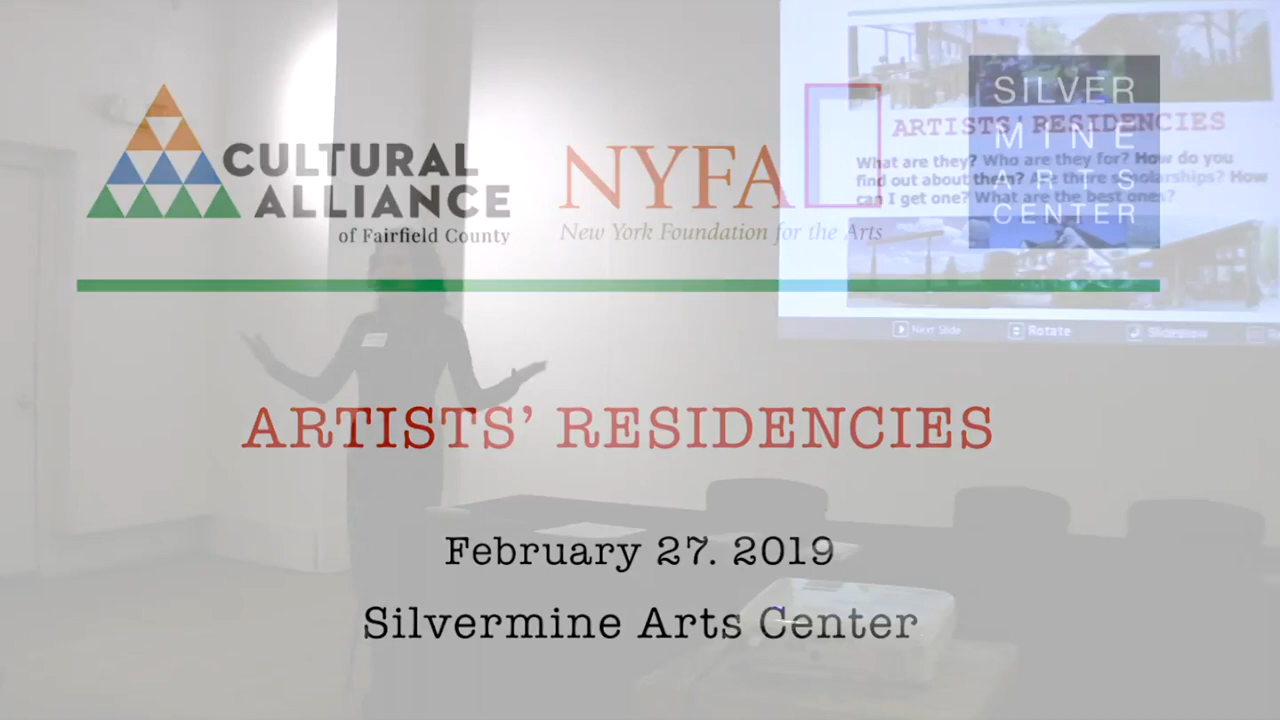 CULTURAL
ALLIANCE
of Fairfield County
NYFA
New York Foundation for the Arts
SILVER
MINE
ARTS
CENTER
ARTISTS' RESIDENCIES
What are they? Who are they for? How do you
find out about them? Are there scholarships? How
can I get one? What are the best ones?
Next Slide
Rotate
Slideshow
ARTISTS’ RESIDENCIES
February 27. 2019
Silvermine Arts Center